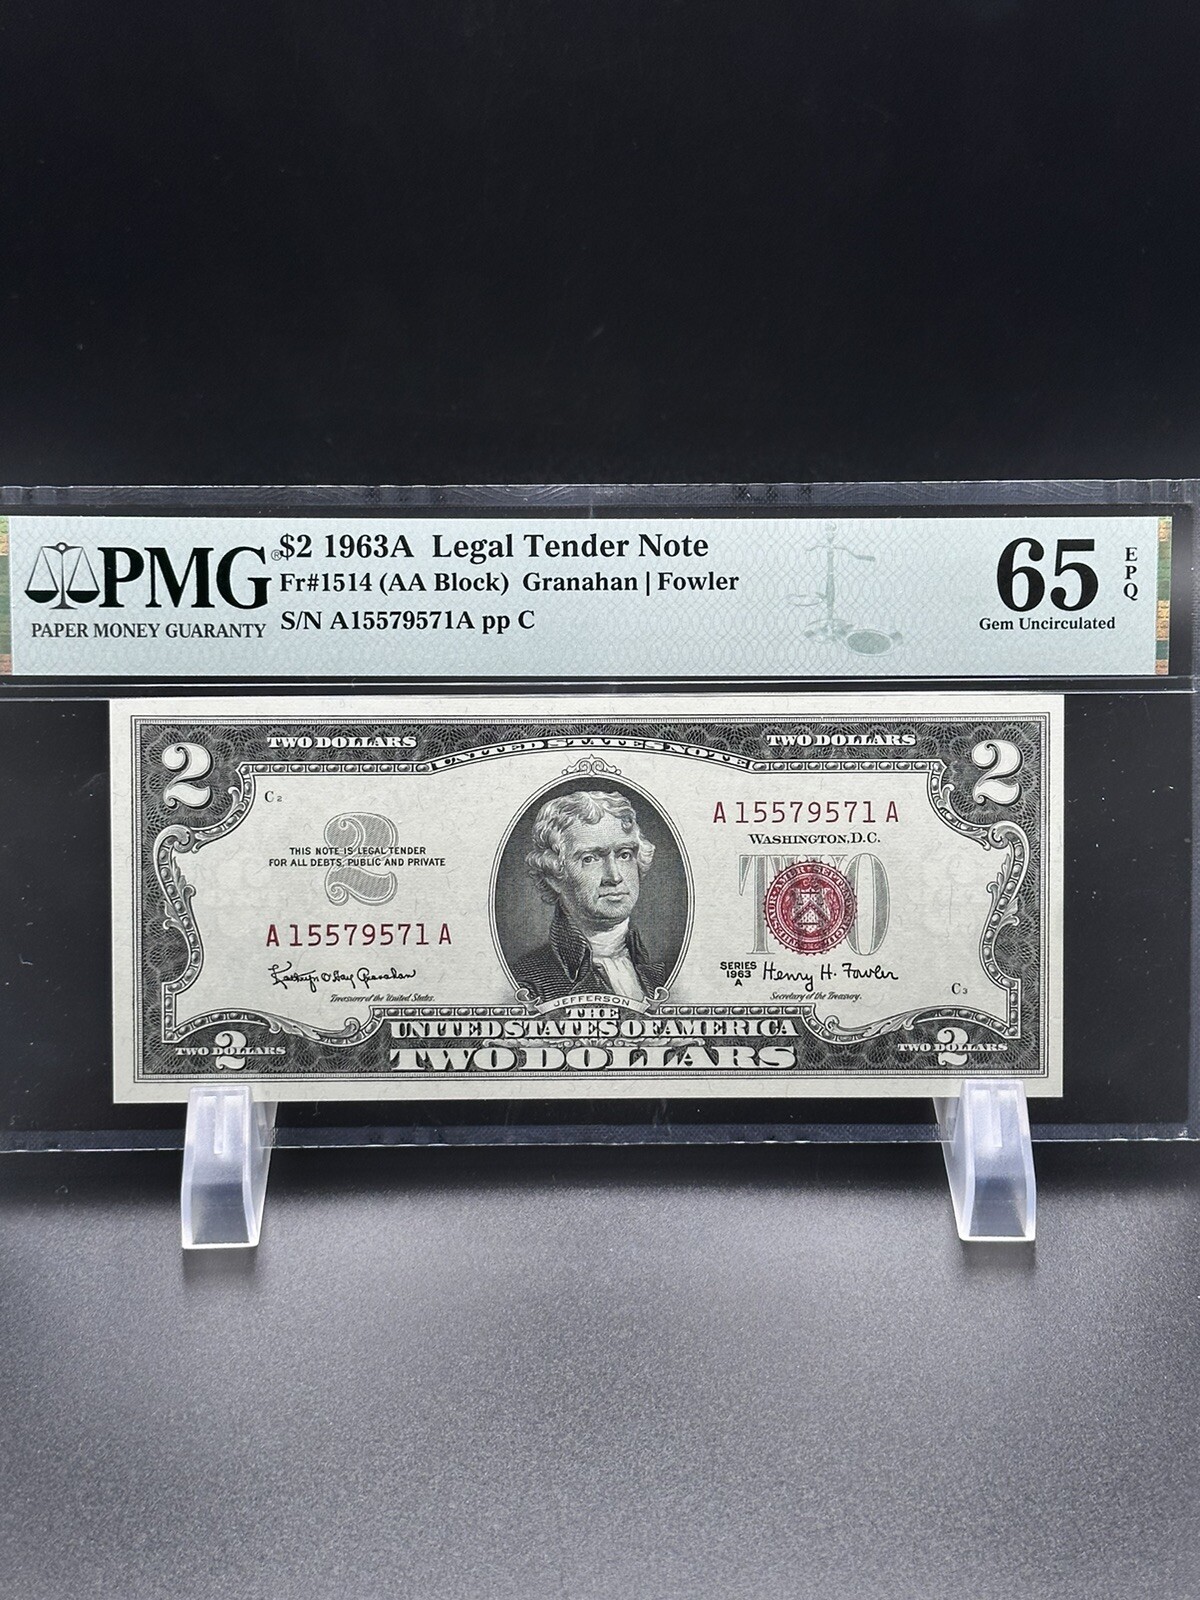 PMG®
PAPER MONEY GUARANTY
$2 1963A Legal Tender Note
Fr#1514 (AA Block) Granahan | Fowler
S/N A15579571A pp C
65
EPQ
Gem Uncirculated
TWO DOLLARS
UNITED STATES NOTE
TWO DOLLARS
2
2
C2
2
THIS NOTE IS LEGAL TENDER
FOR ALL DEBTS, PUBLIC AND PRIVATE
A 15579571 A
WASHINGTON, D.C.
TWO
A 15579571 A
Kathryn O'Hay Granahan
Treasurer of the United States.
SERIES
1963
A
Henry H. Fowler
Secretary of the Treasury.
C3
JEFFERSON
THE
UNITED STATES OF AMERICA
TWO DOLLARS
TWO DOLLARS
2
TWO DOLLARS
2